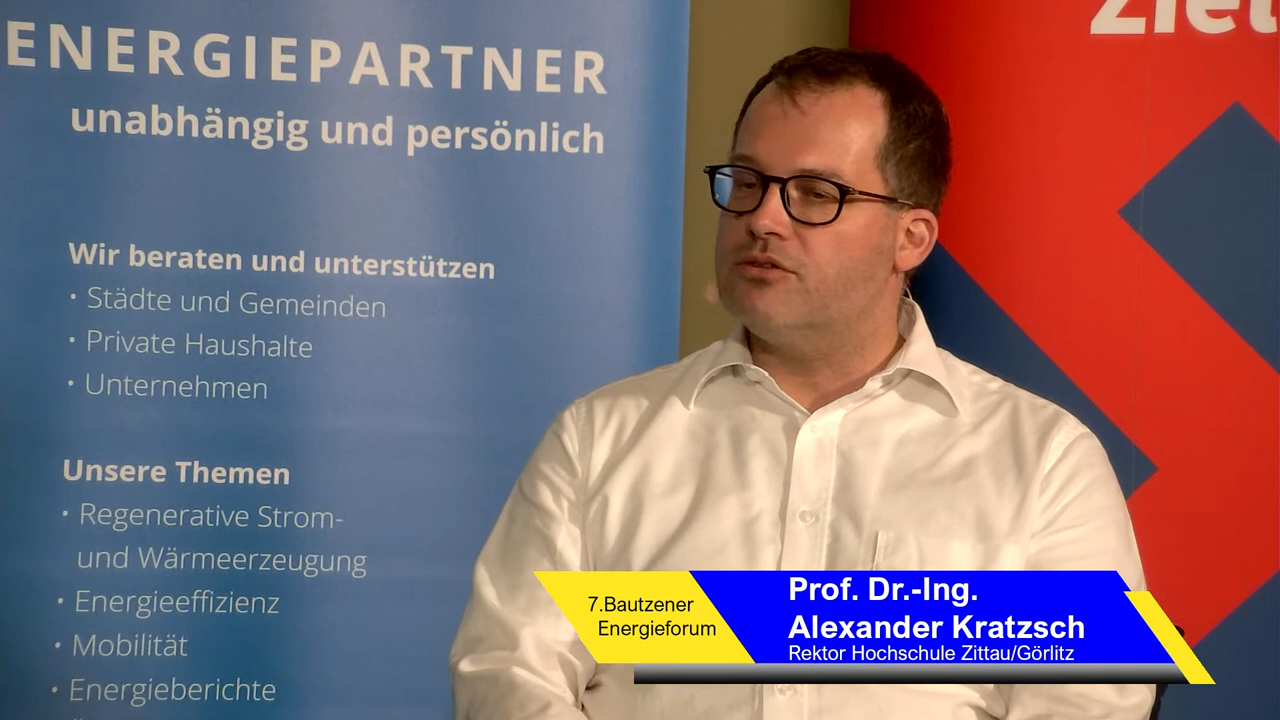 ENERGIEPARTNER
unabhängig und persönlich
Wir beraten und unterstützen
• Städte und Gemeinden
• Private Haushalte
• Unternehmen
Unsere Themen
• Regenerative Strom-
und Wärmeerzeugung
• Energieeffizienz
• Mobilität
• Energieberichte
7.Bautzener
Energieforum
Prof. Dr.-Ing.
Alexander Kratzsch
Rektor Hochschule Zittau/Görlitz